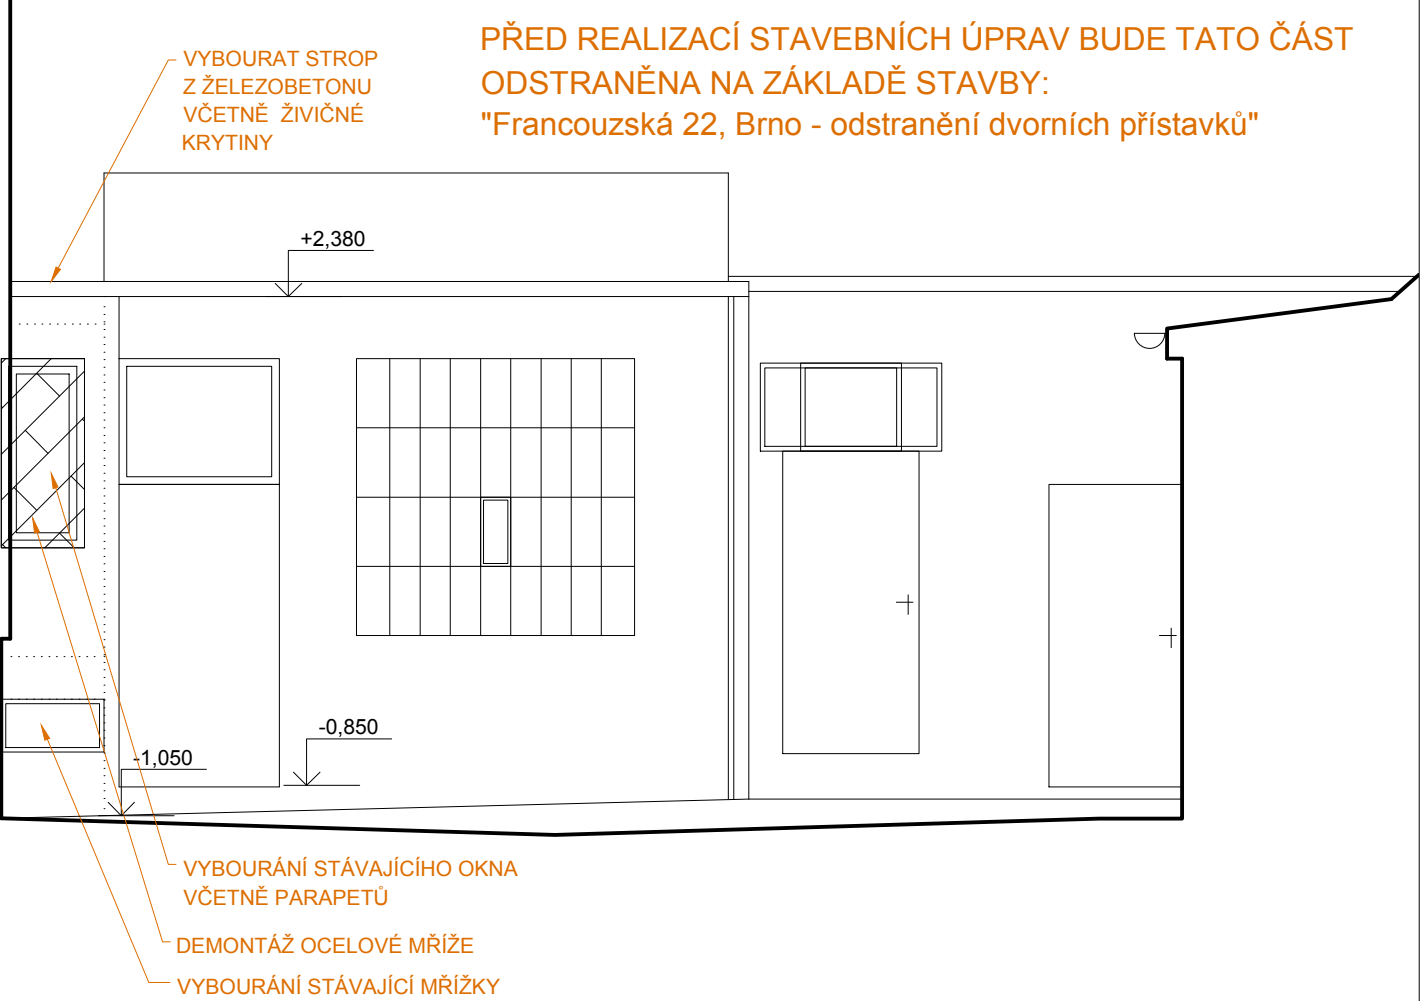 PŘED REALIZACÍ STAVEBNÍCH ÚPRAV BUDE TATO ČÁST
ODSTRANĚNA NA ZÁKLADĚ STAVBY:
"Francouzská 22, Brno - odstranění dvorních přístavků"
VYBOURAT STROP
Z ŽELEZOBETONU
VČETNĚ ŽIVIČNÉ
KRYTINY
+2,380
-0,850
-1,050
VYBOURÁNÍ STÁVAJÍCÍHO OKNA
VČETNĚ PARAPETŮ
DEMONTÁŽ OCELOVÉ MŘÍŽE
VYBOURÁNÍ STÁVAJÍCÍ MŘÍŽKY